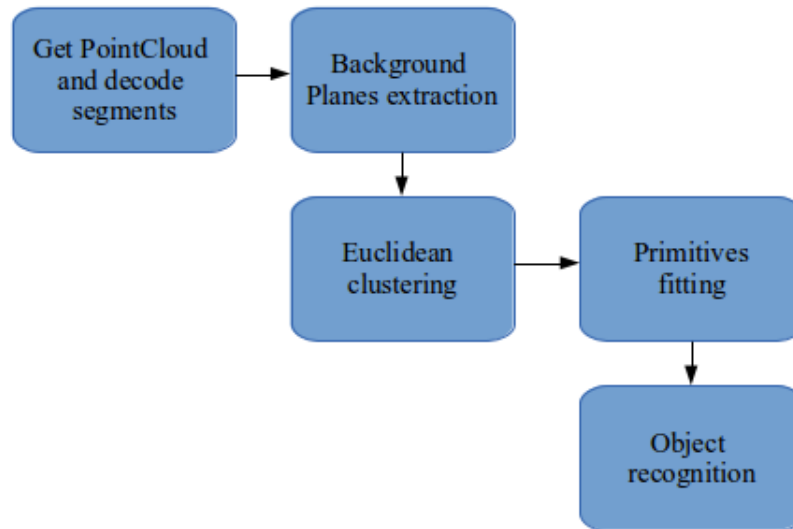 Get PointCloud
and decode
segments
Background
Planes extraction
Euclidean
clustering
Primitives
fitting
Object
recognition